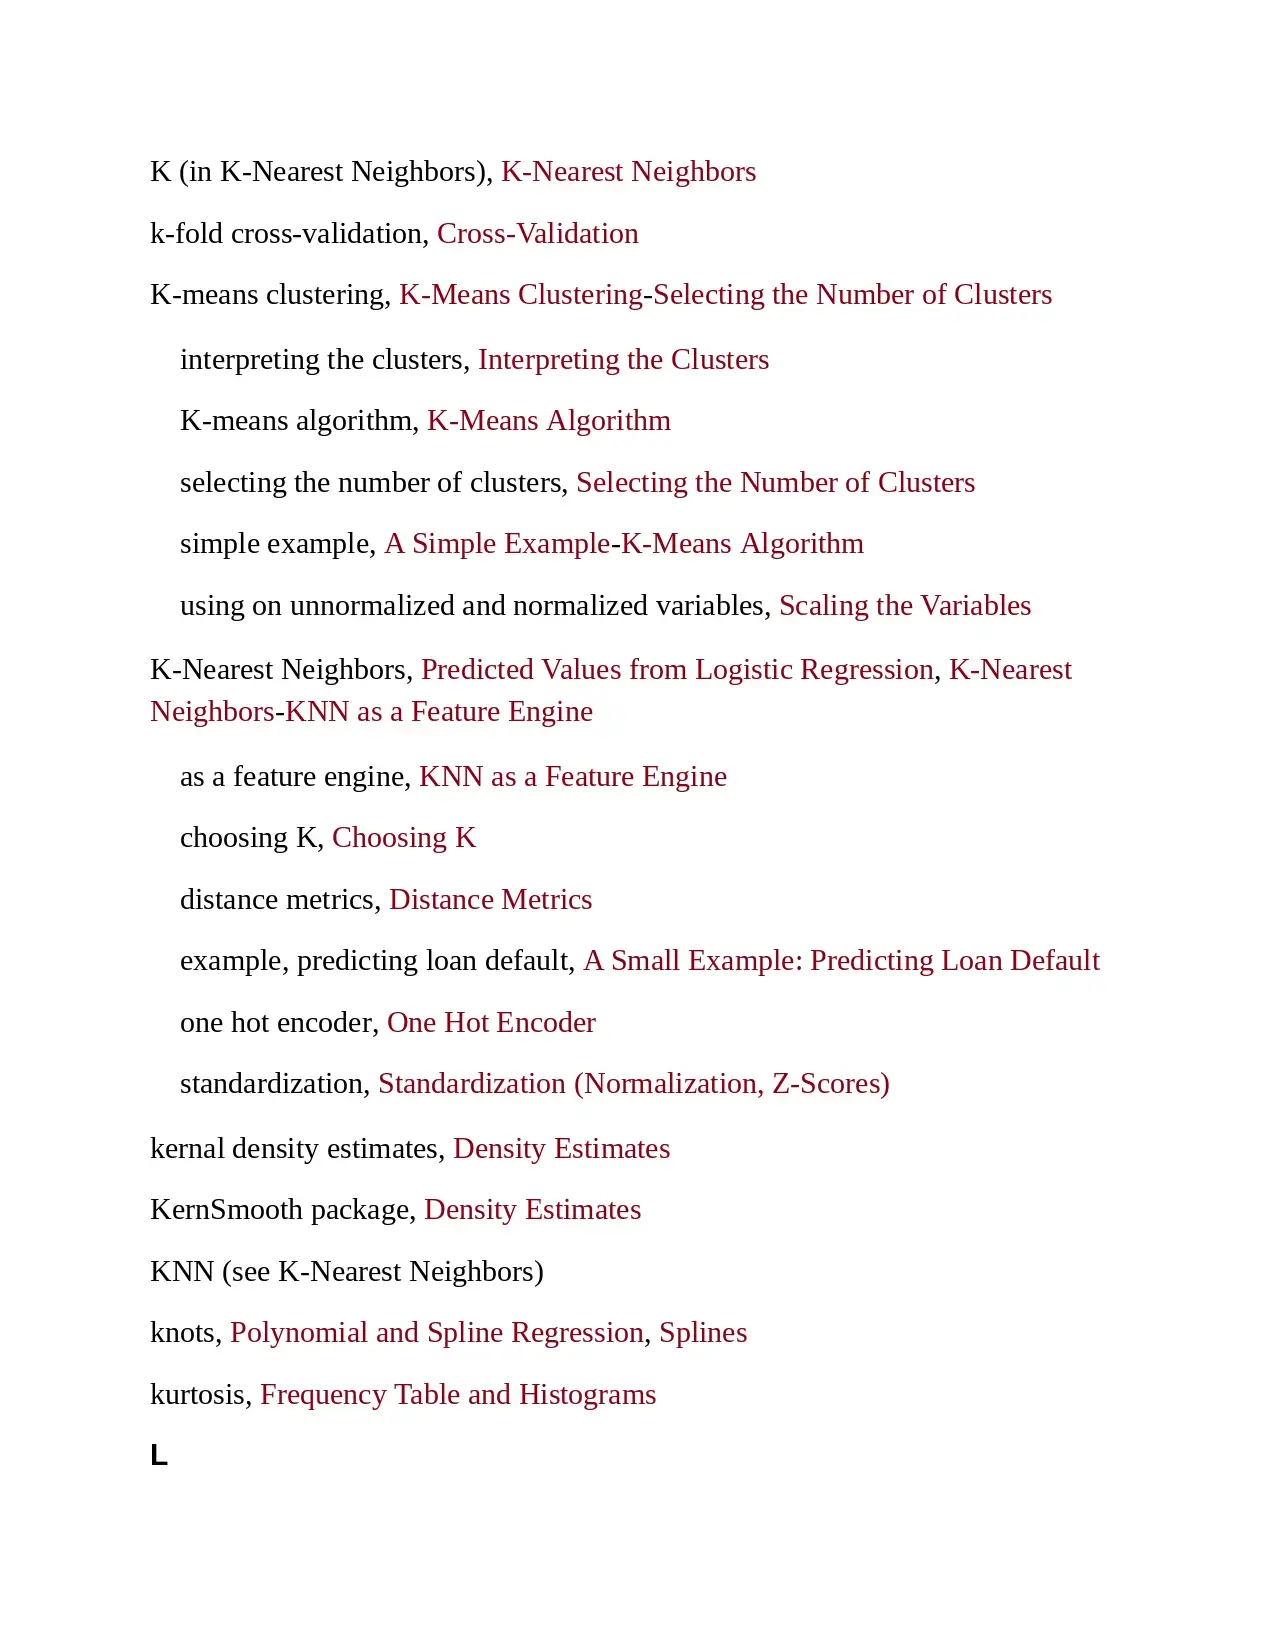 K (in K-Nearest Neighbors), K-Nearest Neighbors
k-fold cross-validation, Cross-Validation
K-means clustering, K-Means Clustering-Selecting the Number of Clusters
interpreting the clusters, Interpreting the Clusters
K-means algorithm, K-Means Algorithm
selecting the number of clusters, Selecting the Number of Clusters
simple example, A Simple Example-K-Means Algorithm
using on unnormalized and normalized variables, Scaling the Variables
K-Nearest Neighbors, Predicted Values from Logistic Regression, K-Nearest
Neighbors-KNN as a Feature Engine
as a feature engine, KNN as a Feature Engine
choosing K, Choosing K
distance metrics, Distance Metrics
example, predicting loan default, A Small Example: Predicting Loan Default
one hot encoder, One Hot Encoder
standardization, Standardization (Normalization, Z-Scores)
kernal density estimates, Density Estimates
KernSmooth package, Density Estimates
KNN (see K-Nearest Neighbors)
knots, Polynomial and Spline Regression, Splines
kurtosis, Frequency Table and Histograms
L